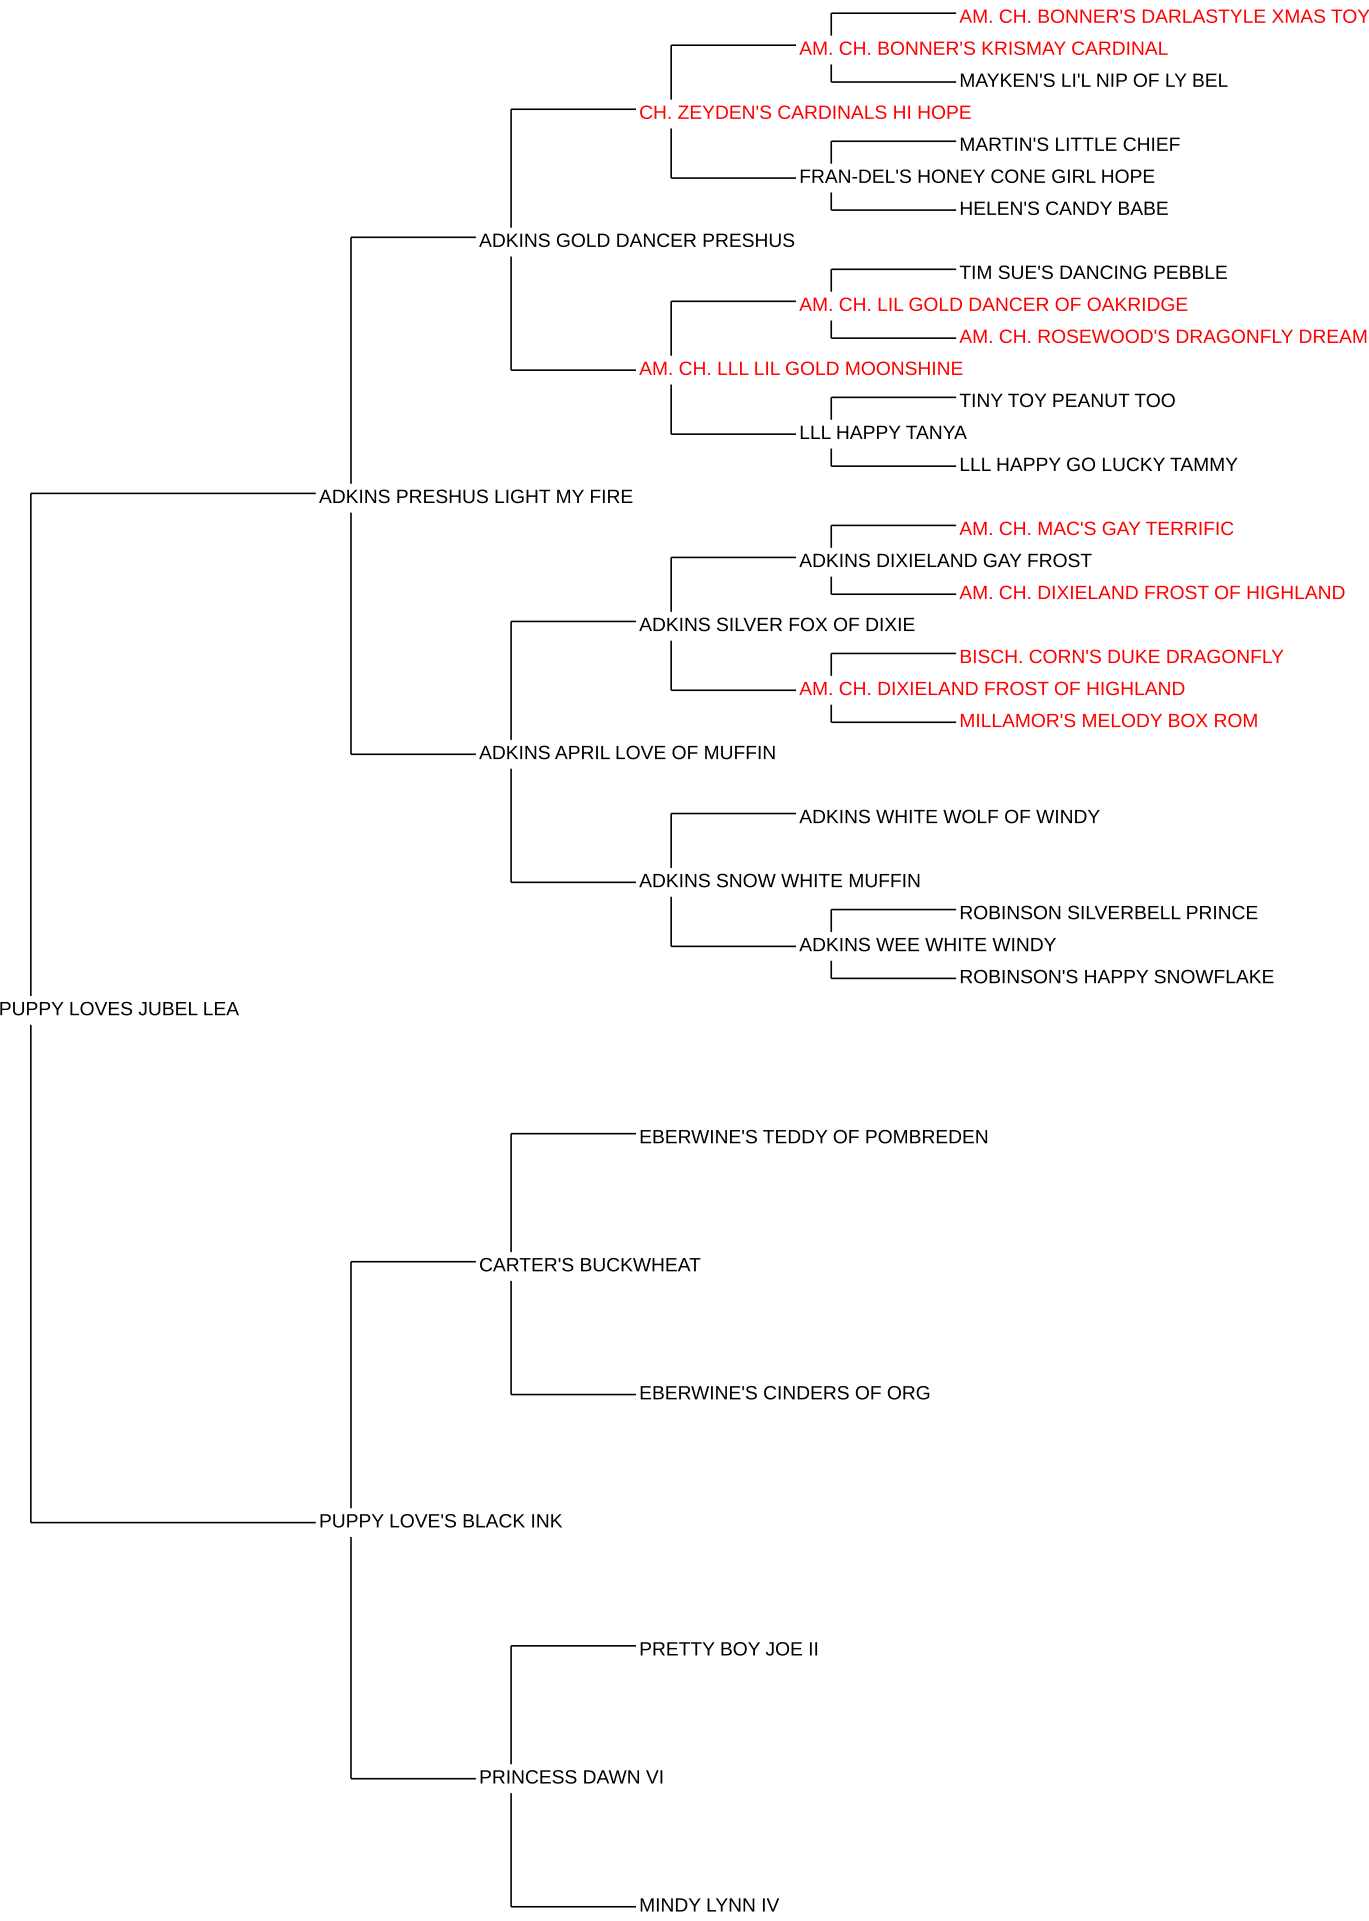 AM. CH. BONNER'S DARLASTYLE XMAS TOY
AM. CH. BONNER'S KRISMAY CARDINAL
MAYKEN'S LI'L NIP OF LY BEL
CH. ZEYDEN'S CARDINALS HI HOPE
MARTIN'S LITTLE CHIEF
FRAN-DEL'S HONEY CONE GIRL HOPE
HELEN'S CANDY BABE
ADKINS GOLD DANCER PRESHUS
TIM SUE'S DANCING PEBBLE
AM. CH. LIL GOLD DANCER OF OAKRIDGE
AM. CH. ROSEWOOD'S DRAGONFLY DREAM
AM. CH. LLL LIL GOLD MOONSHINE
TINY TOY PEANUT TOO
LLL HAPPY TANYA
LLL HAPPY GO LUCKY TAMMY
ADKINS PRESHUS LIGHT MY FIRE
AM. CH. MAC'S GAY TERRIFIC
ADKINS DIXIELAND GAY FROST
AM. CH. DIXIELAND FROST OF HIGHLAND
ADKINS SILVER FOX OF DIXIE
BISCH. CORN'S DUKE DRAGONFLY
AM. CH. DIXIELAND FROST OF HIGHLAND
MILLAMOR'S MELODY BOX ROM
ADKINS APRIL LOVE OF MUFFIN
ADKINS WHITE WOLF OF WINDY
ADKINS SNOW WHITE MUFFIN
ROBINSON SILVERBELL PRINCE
ADKINS WEE WHITE WINDY
ROBINSON'S HAPPY SNOWFLAKE
PUPPY LOVES JUBEL LEA
EBERWINE'S TEDDY OF POMBREDEN
CARTER'S BUCKWHEAT
EBERWINE'S CINDERS OF ORG
PUPPY LOVE'S BLACK INK
PRETTY BOY JOE II
PRINCESS DAWN VI
MINDY LYNN IV